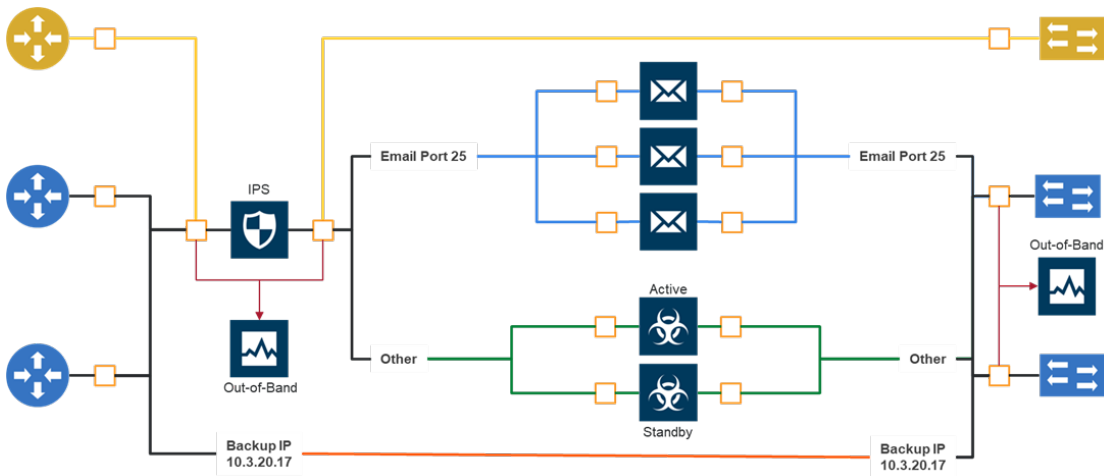 Email Port 25
Email Port 25
IPS
Out-of-Band
Active
Other
Other
Out-of-Band
Standby
Backup IP
10.3.20.17
Backup IP
10.3.20.17